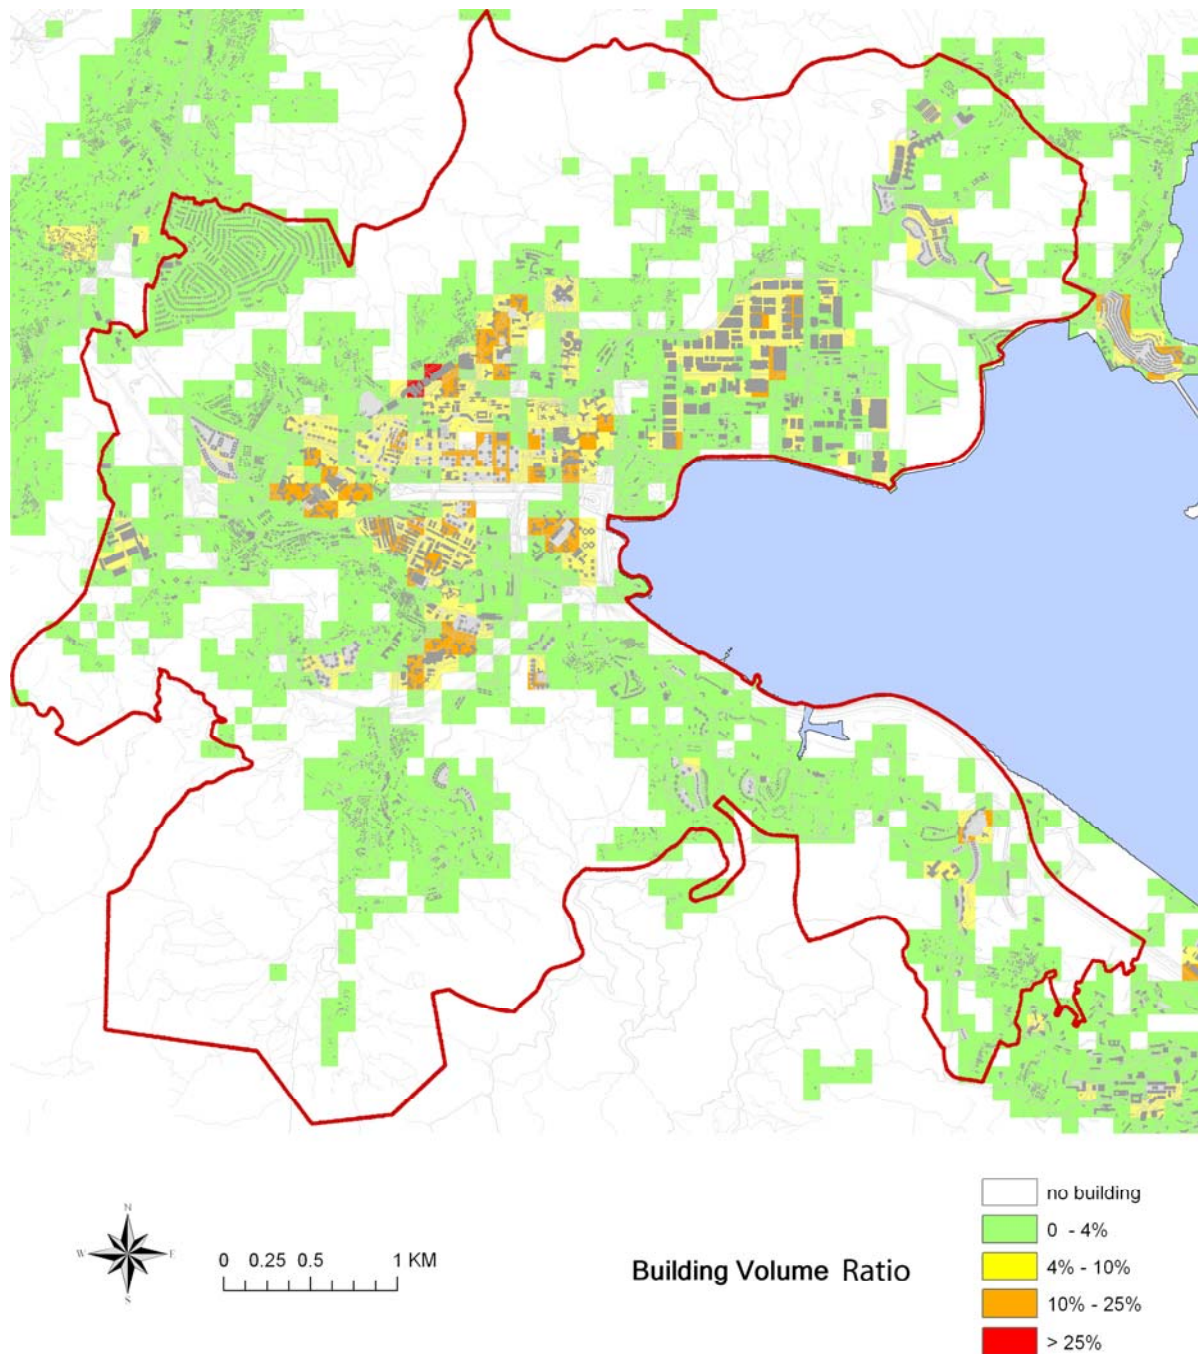 no building
0 - 4%
4% - 10%
10% - 25%
> 25%
N
W E
S
0 0.25 0.5 1 KM
Building Volume Ratio